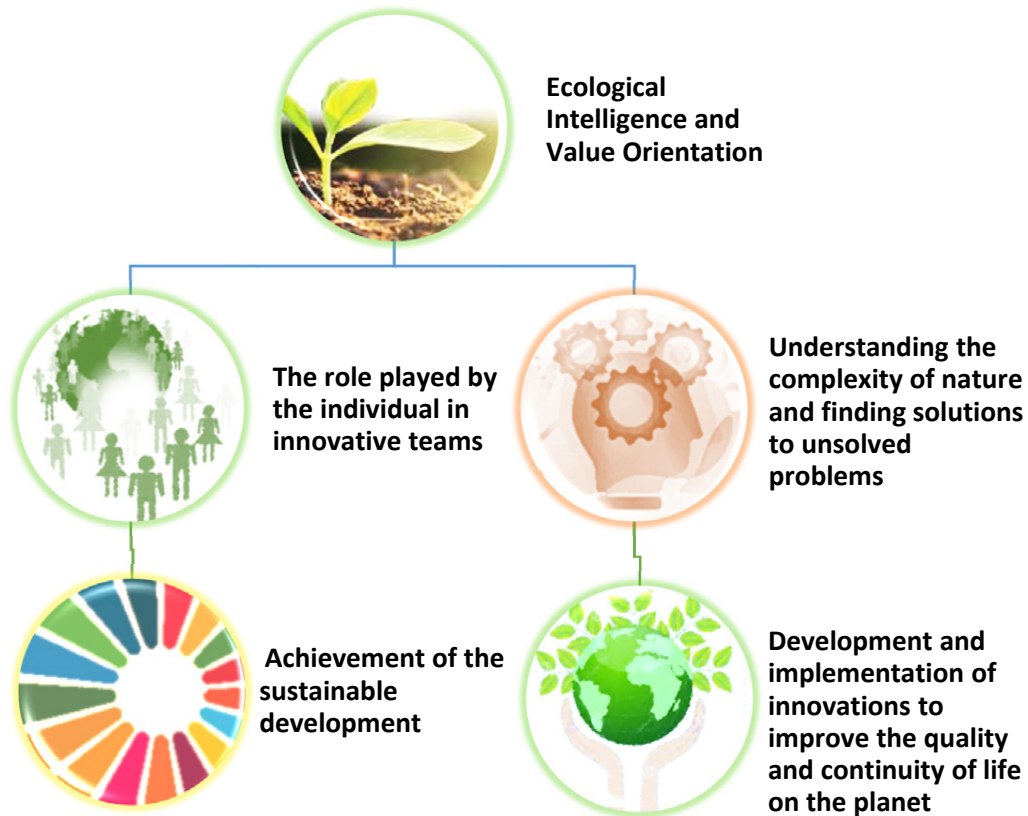 Ecological
Intelligence and
Value Orientation
The role played by
the individual in
innovative teams
Understanding the
complexity of nature
and finding solutions
to unsolved
problems
Achievement of the
sustainable
development
Development and
implementation of
innovations to
improve the quality
and continuity of life
on the planet